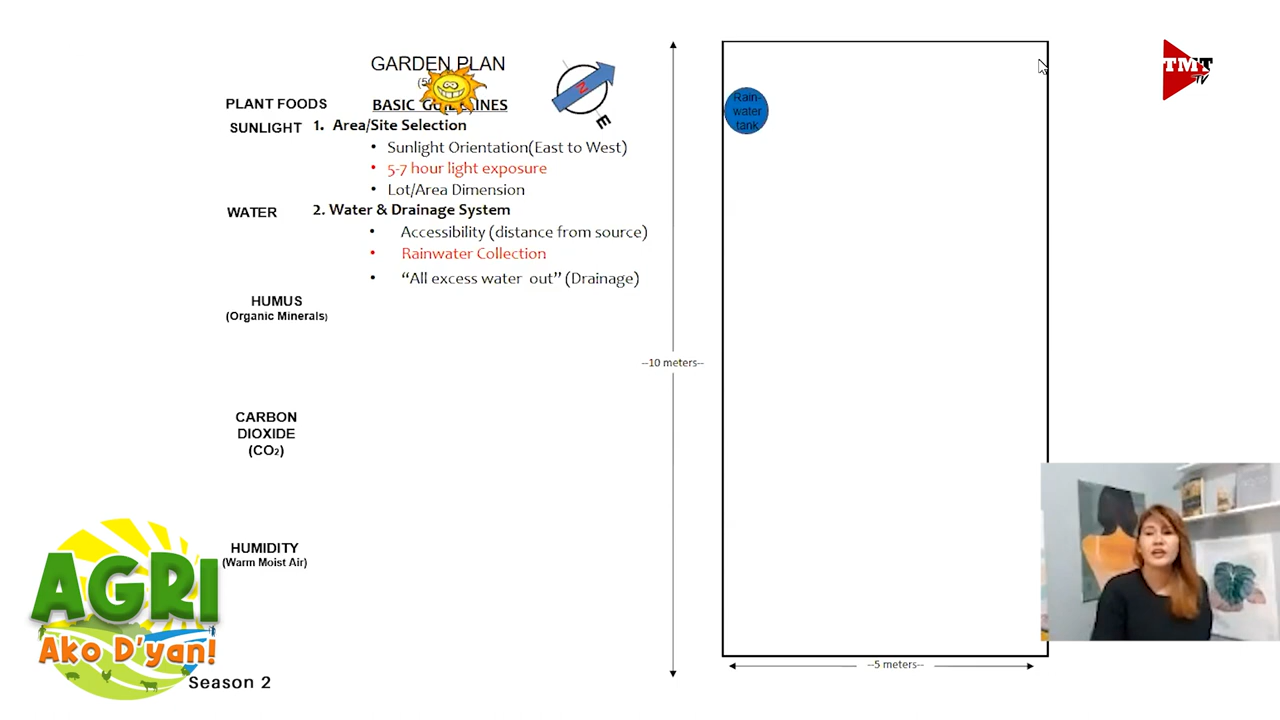 GARDEN PLAN
BASIC GUIDELINES
N
E
PLANT FOODS
SUNLIGHT
1. Area/Site Selection
• Sunlight Orientation(East to West)
• 5-7 hour light exposure
• Lot/Area Dimension
WATER
2. Water & Drainage System
• Accessibility (distance from source)
• Rainwater Collection
• “All excess water out” (Drainage)
HUMUS
(Organic Minerals)
CARBON
DIOXIDE
(CO₂)
HUMIDITY
(Warm Moist Air)
--10 meters--
Rain-
water
tank
--5 meters--
TMT
TV
AGRI
Ako D'yan!
Season 2